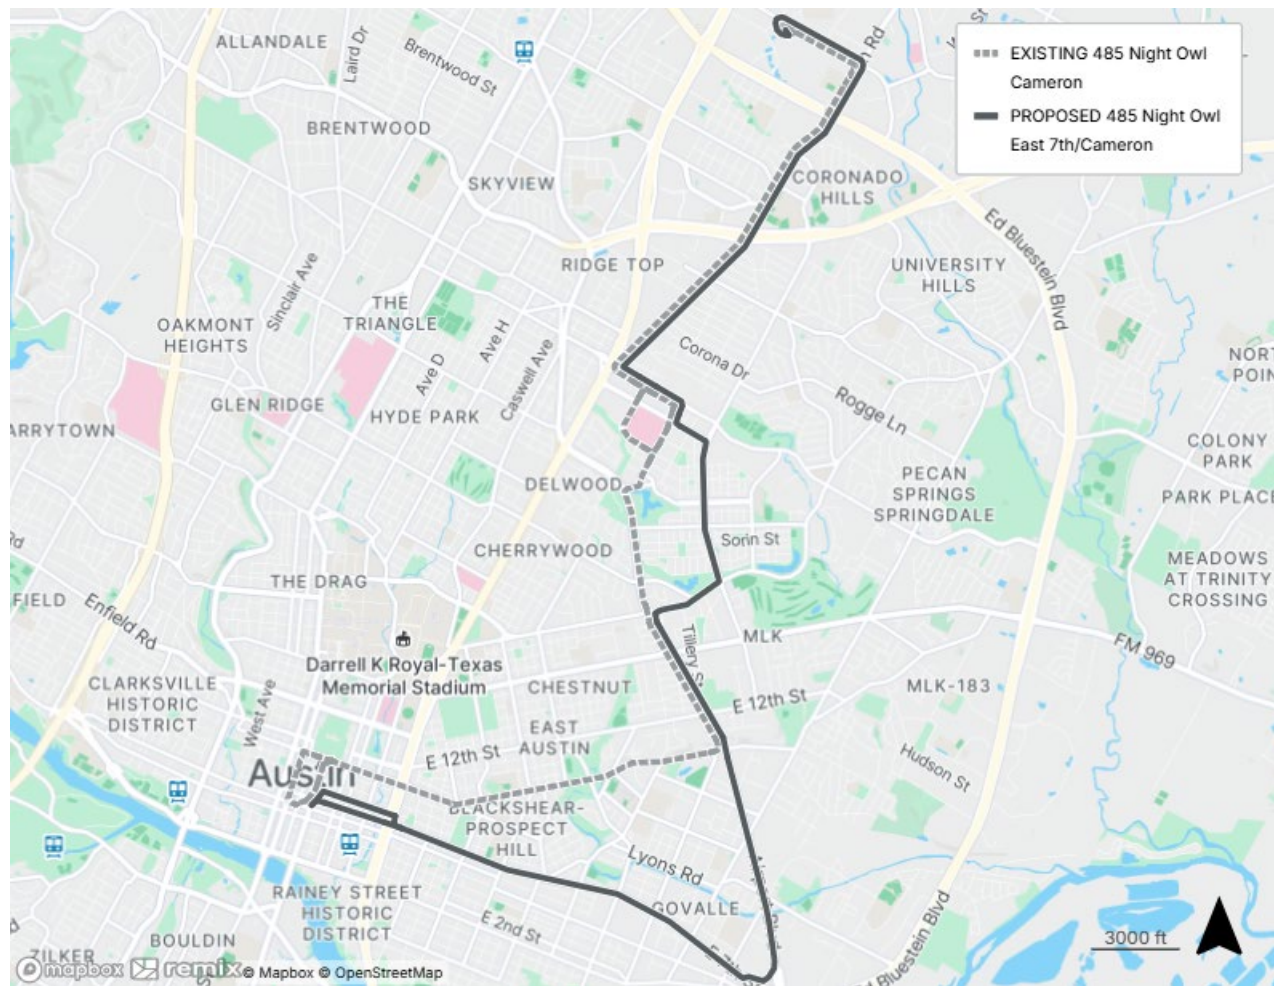 EXISTING 485 Night Owl
Cameron
PROPOSED 485 Night Owl
East 7th/Cameron
ALLANDALE
Laird Dr
Brentwood St
BRENTWOOD
SKYVIEW
CORONADO
HILLS
Ed Bluestein Blvd
RIDGE TOP
UNIVERSITY
HILLS
Sinclair Ave
THE
TRIANGLE
OAKMONT
HEIGHTS
Ave H
Ave D
Caswell Ave
Corona Dr
GLEN RIDGE
HYDE PARK
Rogge Ln
ARRYTOWN
COLONY
PARK
PECAN
SPRINGS
SPRINGDALE
DELWOOD
PARK PLACE
Sorin St
CHERRYWOOD
THE DRAG
MEADOWS
AT TRINITY
CROSSING
FIELD
Enfield Rd
MLK
Tillery St
FM 969
Darrell K Royal-Texas
Memorial Stadium
CLARKSVILLE
HISTORIC
DISTRICT
West Ave
CHESTNUT
MLK-183
E 12th St
EAST
AUSTIN
E 12th St
Hudson St
Austin
BLACKSHEAR-
PROSPECT
HILL
Lyons Rd
RAINEY STREET
HISTORIC
DISTRICT
GOVALLE
E 2nd St
Ed Bluestein Blvd
BOULDIN
ZILKER
3000 ft
mapbox remix © Mapbox © OpenStreetMap